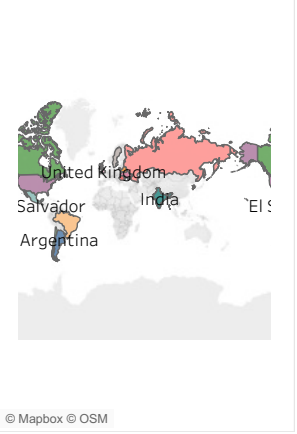 United Kingdom
India
Salvador
El S
Argentina
© Mapbox © OSM